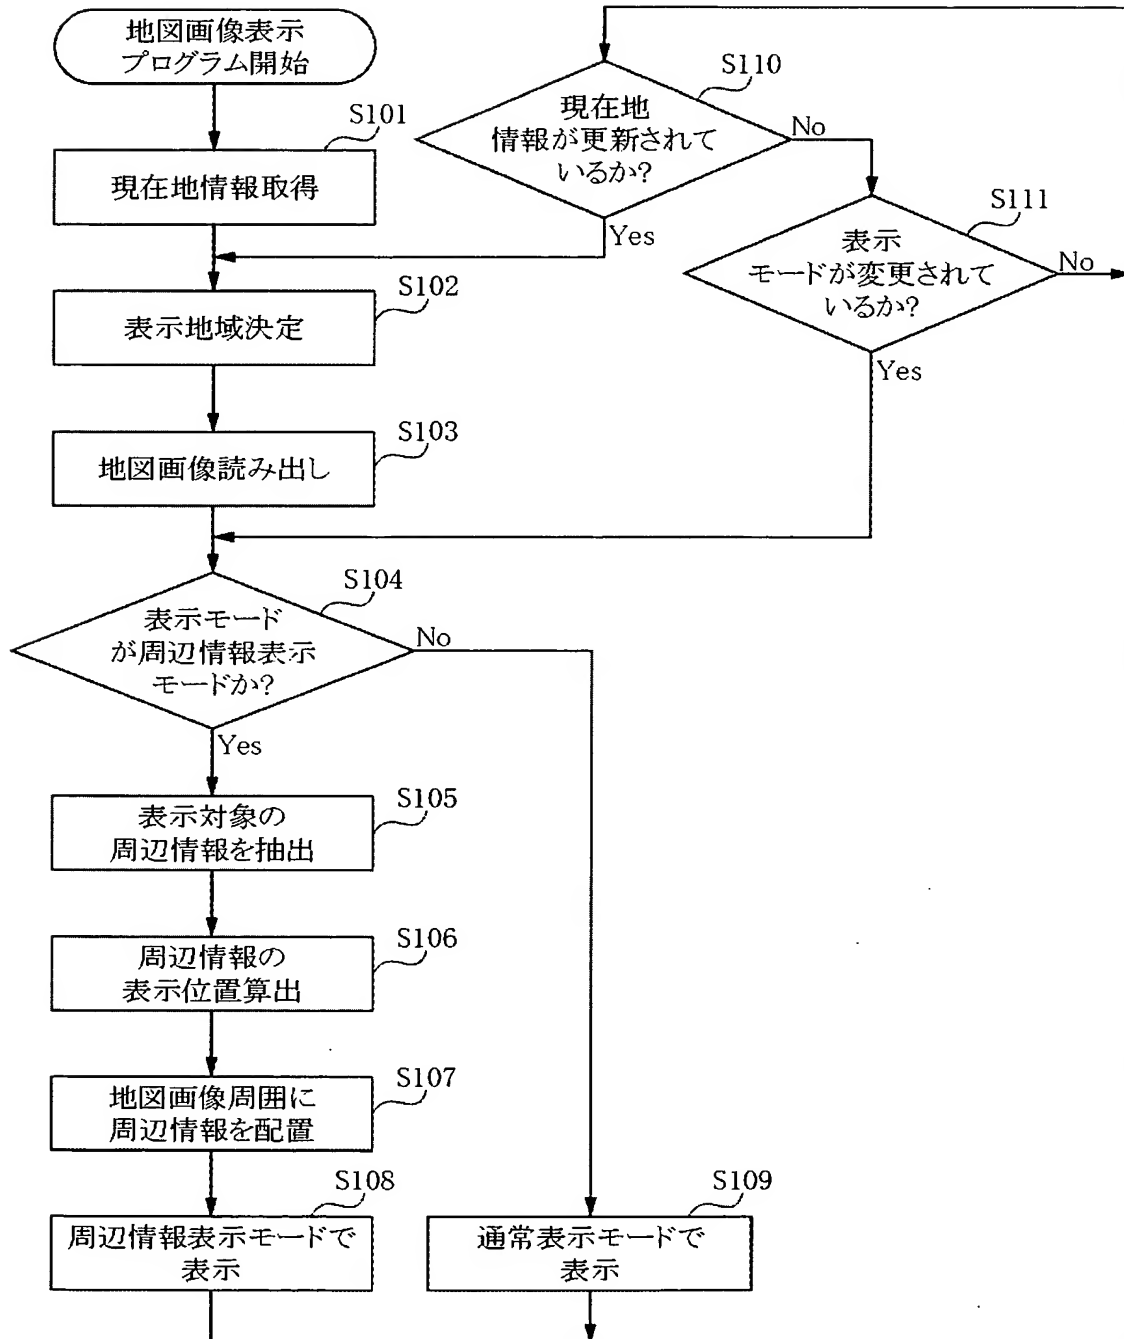 地図画像表示
プログラム開始
S101
現在地情報取得
S102
表示地域決定
S103
地図画像読み出し
S104
表示モード
が周辺情報表示
モードか?
No
Yes
S105
表示対象の
周辺情報を抽出
S106
周辺情報の
表示位置算出
S107
地図画像周囲に
周辺情報を配置
S108
周辺情報表示モードで
表示
S109
通常表示モードで
表示
S110
現在地
情報が更新されて
いるか?
No
Yes
S111
表示
モードが変更されて
いるか?
No
Yes